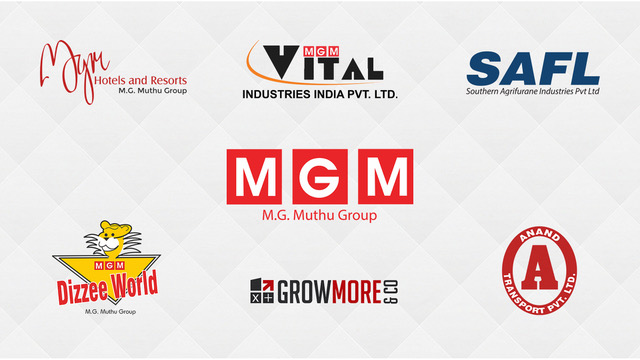 Mgm
Hotels and Resorts
M.G. Muthu Group
MGM
VITAL
INDUSTRIES INDIA PVT. LTD.
SAFL
Southern Agrifurane Industries Pvt Ltd
MGM
M.G. Muthu Group
MGM
Dizzee World
M.G. Muthu Group
GROWMORE & CO
ANAND
A
TRANSPORT PVT. LTD.